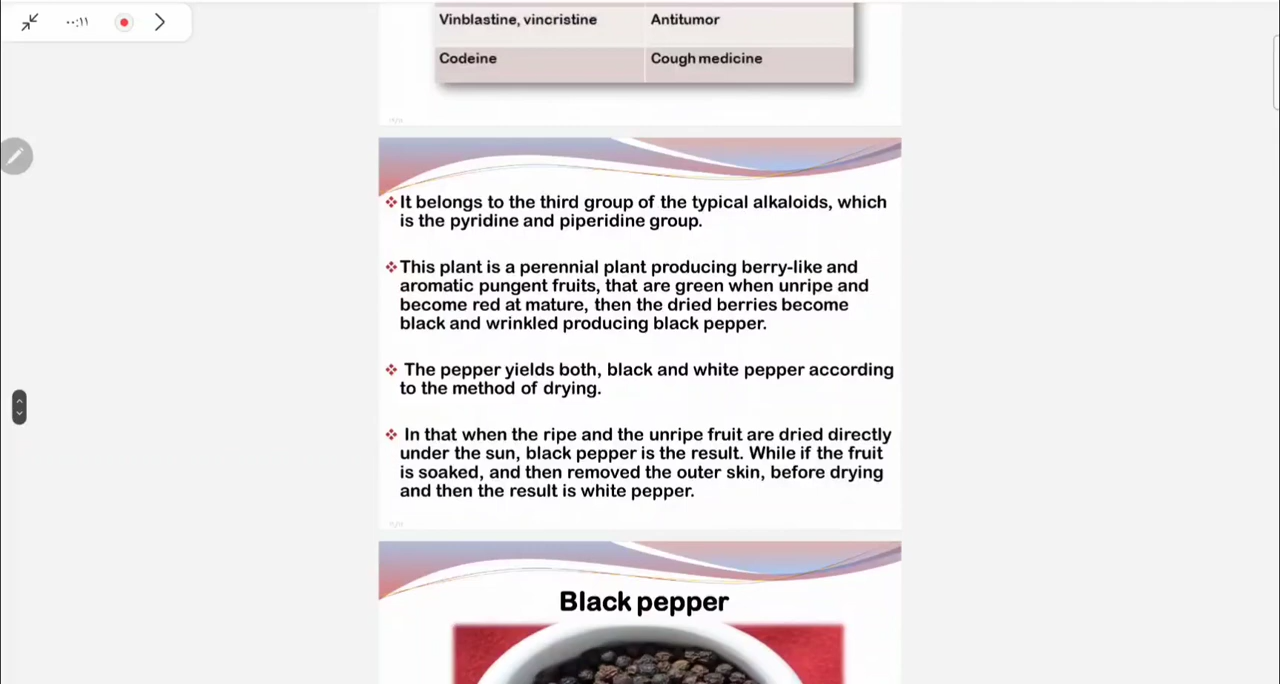 ٠٠:١١
Vinblastine, vincristine Antitumor
Codeine Cough medicine
❖It belongs to the third group of the typical alkaloids, which
is the pyridine and piperidine group.
❖This plant is a perennial plant producing berry-like and
aromatic pungent fruits, that are green when unripe and
become red at mature, then the dried berries become
black and wrinkled producing black pepper.
❖ The pepper yields both, black and white pepper according
to the method of drying.
❖ In that when the ripe and the unripe fruit are dried directly
under the sun, black pepper is the result. While if the fruit
is soaked, and then removed the outer skin, before drying
and then the result is white pepper.
Black pepper